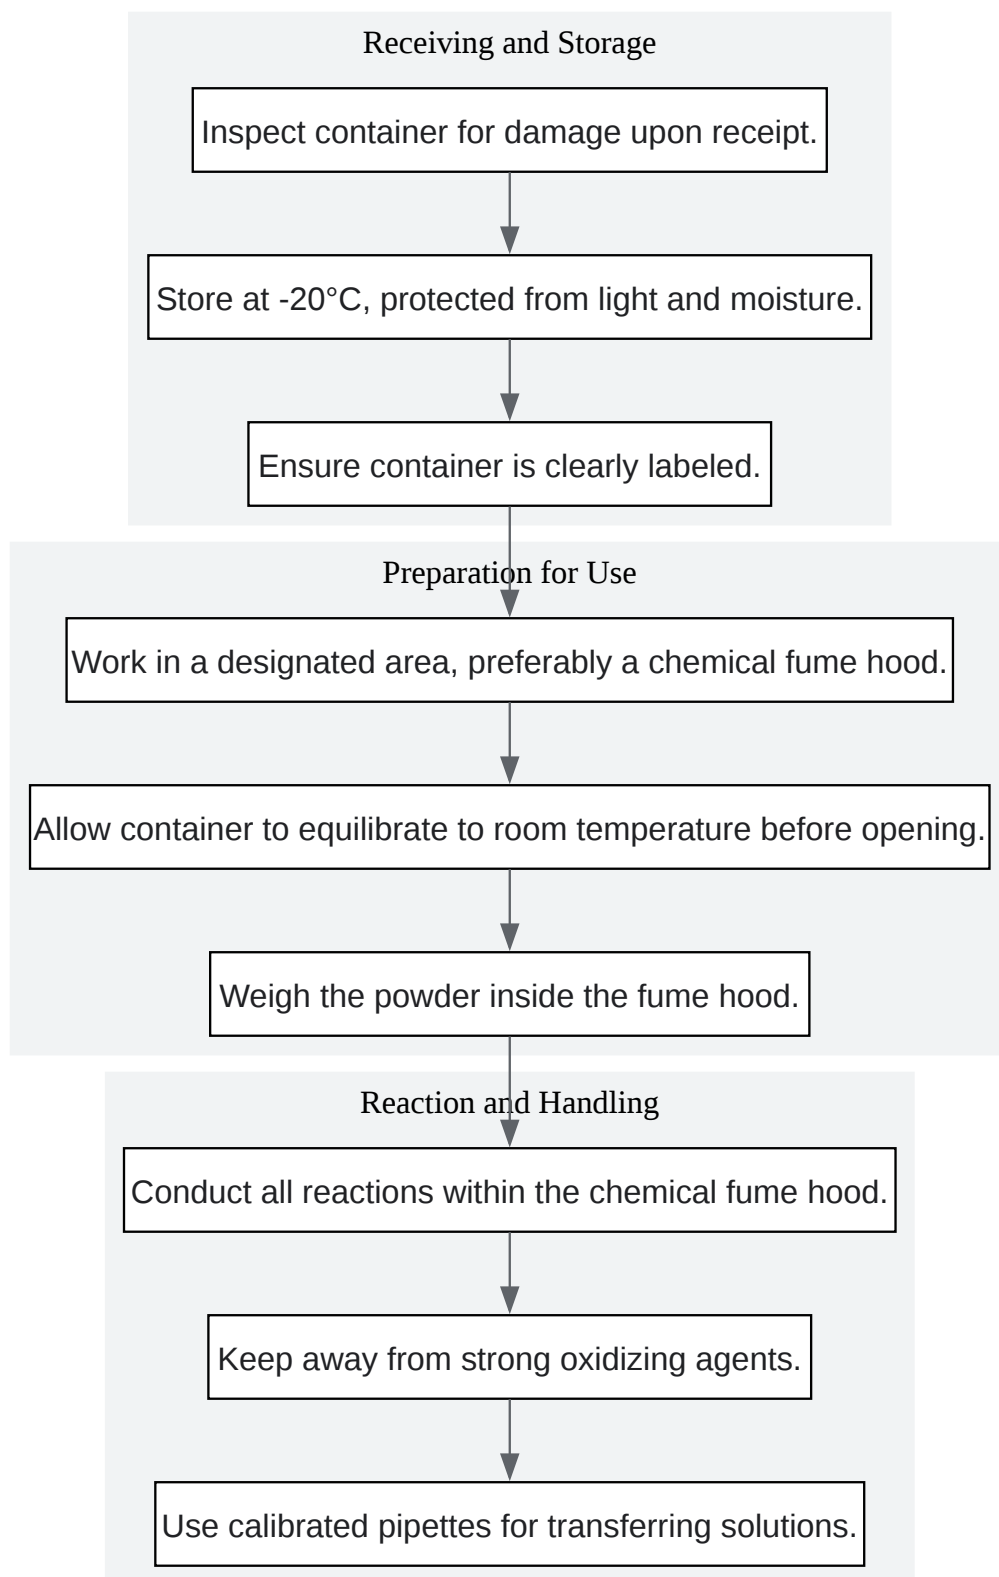 Receiving and Storage
Inspect container for damage upon receipt.
Store at -20°C, protected from light and moisture.
Ensure container is clearly labeled.
Preparation for Use
Work in a designated area, preferably a chemical fume hood.
Allow container to equilibrate to room temperature before opening.
Weigh the powder inside the fume hood.
Reaction and Handling
Conduct all reactions within the chemical fume hood.
Keep away from strong oxidizing agents.
Use calibrated pipettes for transferring solutions.